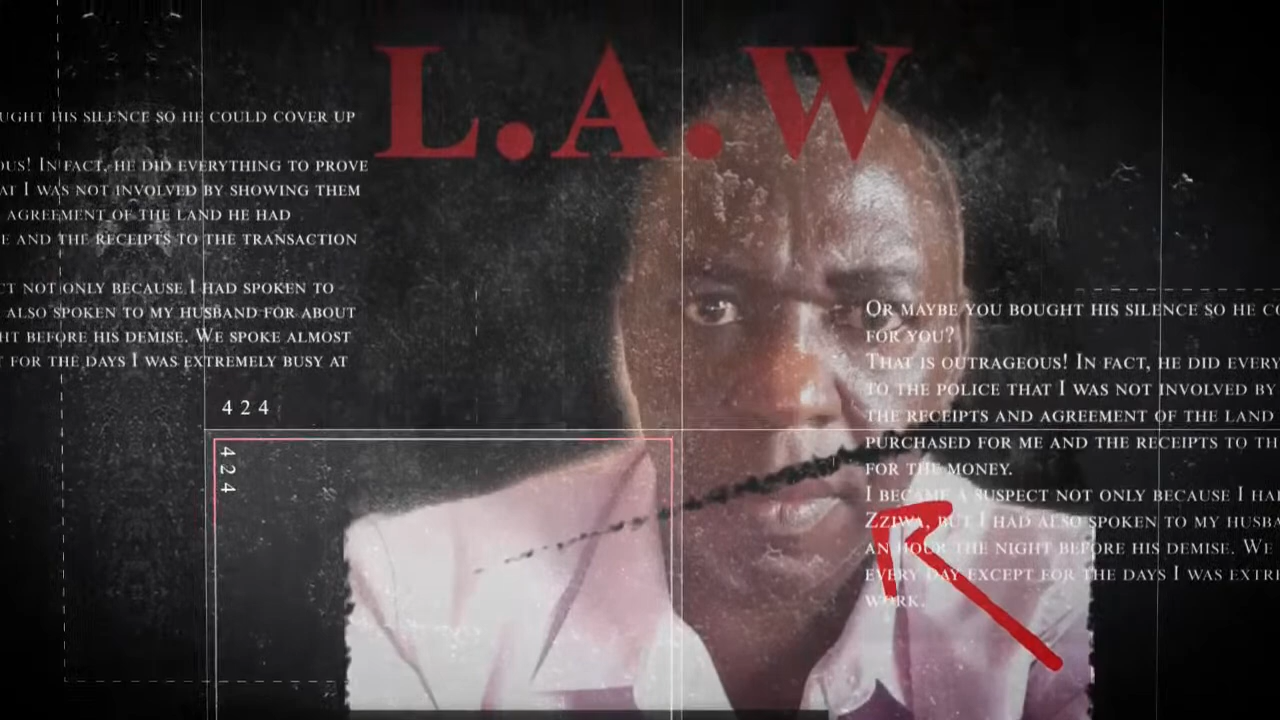 L.A.W
UGHT HIS SILENCE SO HE COULD COVER UP
OUS! IN FACT, HE DID EVERYTHING TO PROVE
AT I WAS NOT INVOLVED BY SHOWING THEM
AGREEMENT OF THE LAND HE HAD
E AND THE RECEIPTS TO THE TRANSACTION
CT NOT ONLY BECAUSE I HAD SPOKEN TO
ALSO SPOKEN TO MY HUSBAND FOR ABOUT
HT BEFORE HIS DEMISE. WE SPOKE ALMOST
T FOR THE DAYS I WAS EXTREMELY BUSY AT
424
424
OR MAYBE YOU BOUGHT HIS SILENCE SO HE CO
FOR YOU?
THAT IS OUTRAGEOUS! IN FACT, HE DID EVERY
TO THE POLICE THAT I WAS NOT INVOLVED BY
THE RECEIPTS AND AGREEMENT OF THE LAND
PURCHASED FOR ME AND THE RECEIPTS TO TH
FOR THE MONEY.
I BECAME A SUSPECT NOT ONLY BECAUSE I HA
ZZIWA, BUT I HAD ALSO SPOKEN TO MY HUSBA
AN HOUR THE NIGHT BEFORE HIS DEMISE. WE
EVERY DAY EXCEPT FOR THE DAYS I WAS EXTRE
WORK.